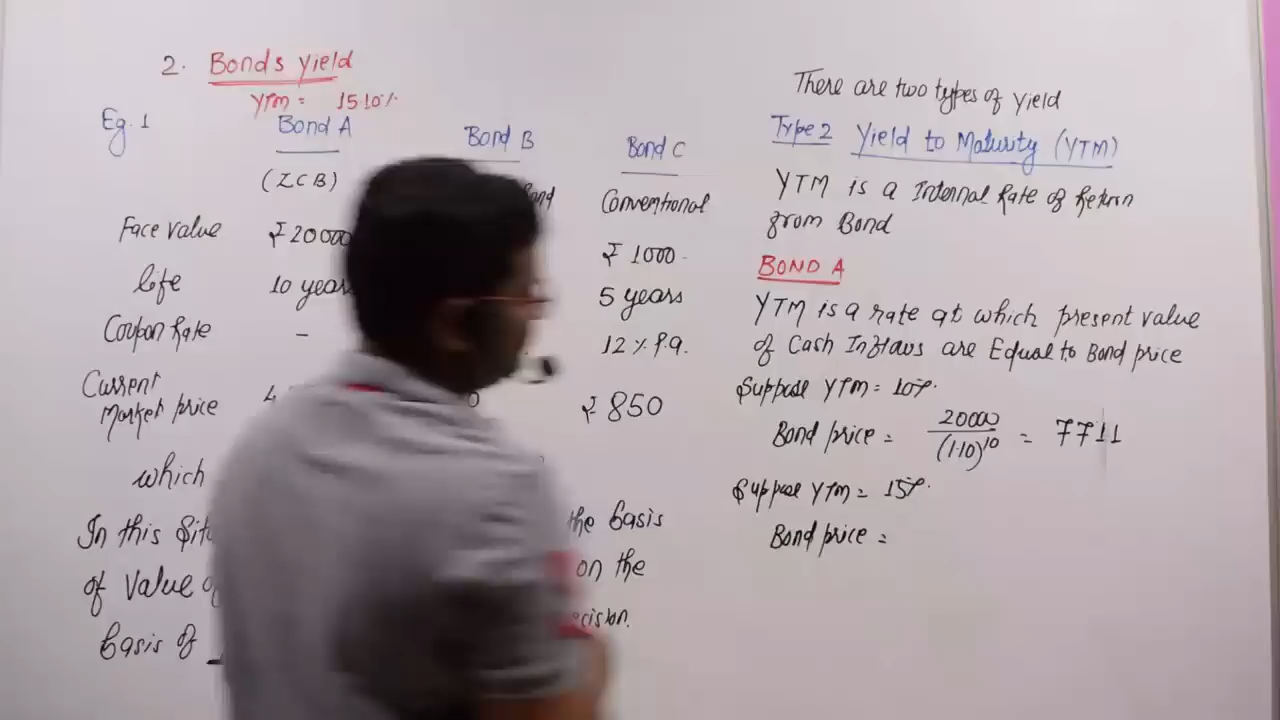 2. Bonds Yield
YTM = 15.10%
Eg. 1
Bond A
Bond B
Bond C
(ZCB)
Conventional
Face value ₹20000 ₹1000
life 10 years 5 years
Coupon Rate - 12% P.a.
Current Market price 4 0 ₹850
which
In this the basis
of value on the
basis of
There are two types of Yield
Type 2 Yield to Maturity (YTM)
YTM is a Internal Rate of Return
from Bond
BOND A
YTM is a rate at which present value
of Cash Inflows are Equal to Bond price
Suppose YTM = 10%.
Bond price = 20000 / (1.10)^10 = 7711
Suppose YTM = 15%.
Bond price =